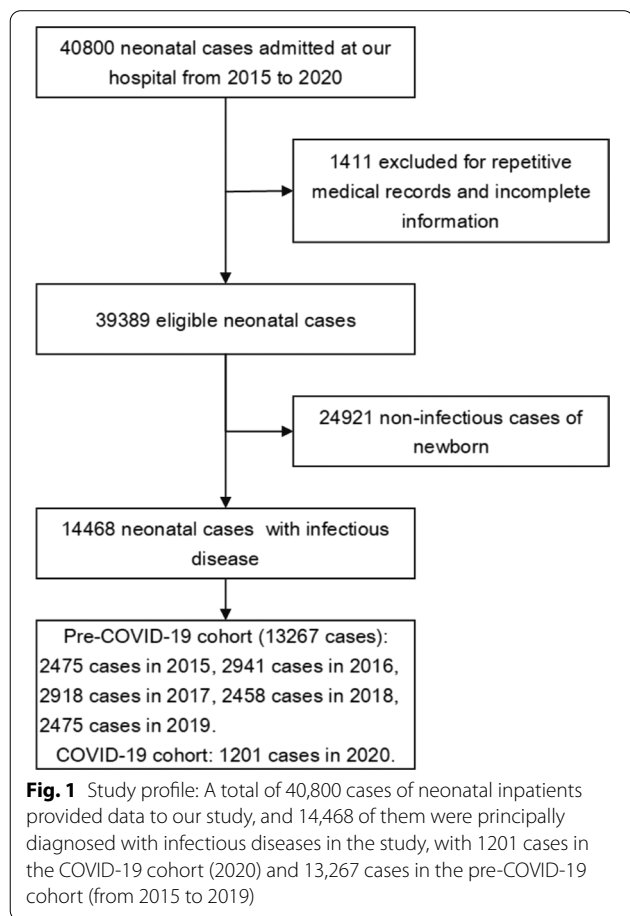 40800 neonatal cases admitted at our
hospital from 2015 to 2020
1411 excluded for repetitive
medical records and incomplete
information
39389 eligible neonatal cases
24921 non-infectious cases of
newborn
14468 neonatal cases with infectious
disease
Pre-COVID-19 cohort (13267 cases):
2475 cases in 2015, 2941 cases in 2016,
2918 cases in 2017, 2458 cases in 2018,
2475 cases in 2019.
COVID-19 cohort: 1201 cases in 2020.
Fig. 1 Study profile: A total of 40,800 cases of neonatal inpatients
provided data to our study, and 14,468 of them were principally
diagnosed with infectious diseases in the study, with 1201 cases in
the COVID-19 cohort (2020) and 13,267 cases in the pre-COVID-19
cohort (from 2015 to 2019)